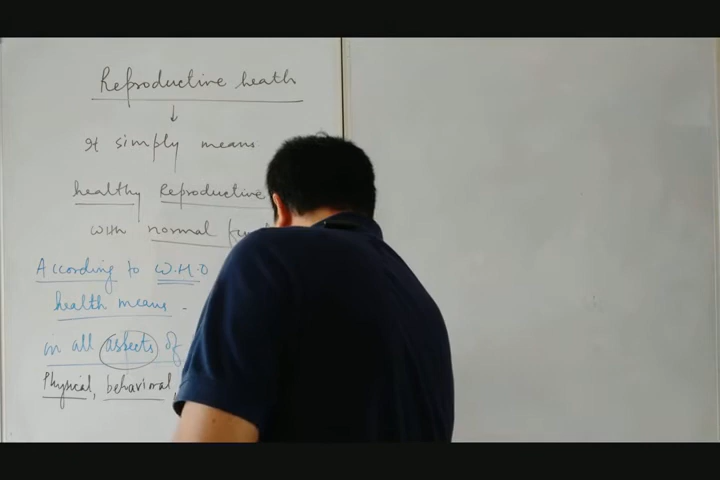 Reproductive heath
↓
It simply means
healthy Reproductive
with normal
According to W.H.O
health means -
in all aspects of
Physical, behavioral,